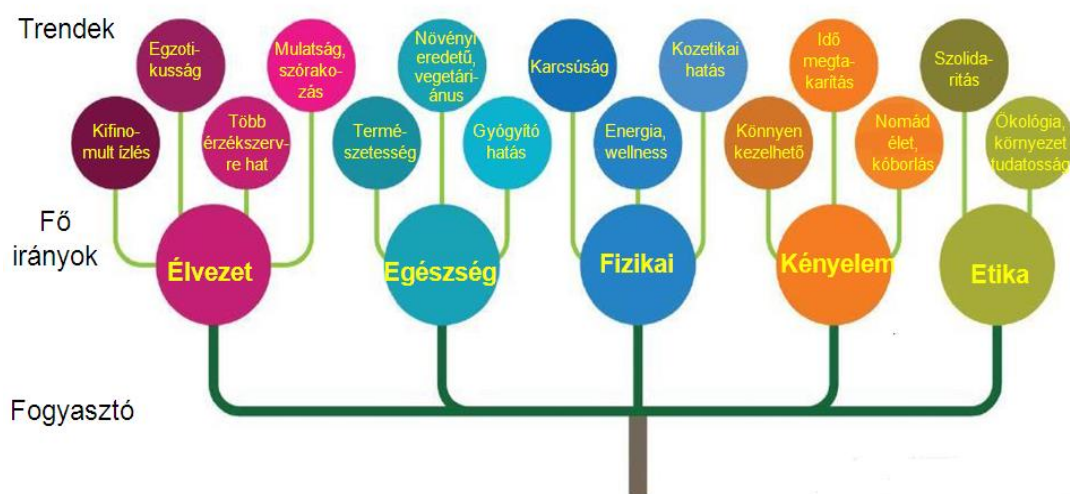 Trendek
Egzoti-
kusság
Mulatság,
szórako-
zás
Növényi
eredetű,
vegetári-
ánus
Karcsúság
Kozetikai
hatás
Idő
megta-
karítás
Szolida-
ritás
Kifino-
mult ízlés
Több
érzékszerv-
re hat
Termé-
szetesség
Gyógyító
hatás
Energia,
wellness
Könnyen
kezelhető
Nomád
élet,
kóborlás
Ökológia,
környezet
tudatosság
Fő
irányok
Élvezet
Egészség
Fizikai
Kényelem
Etika
Fogyasztó